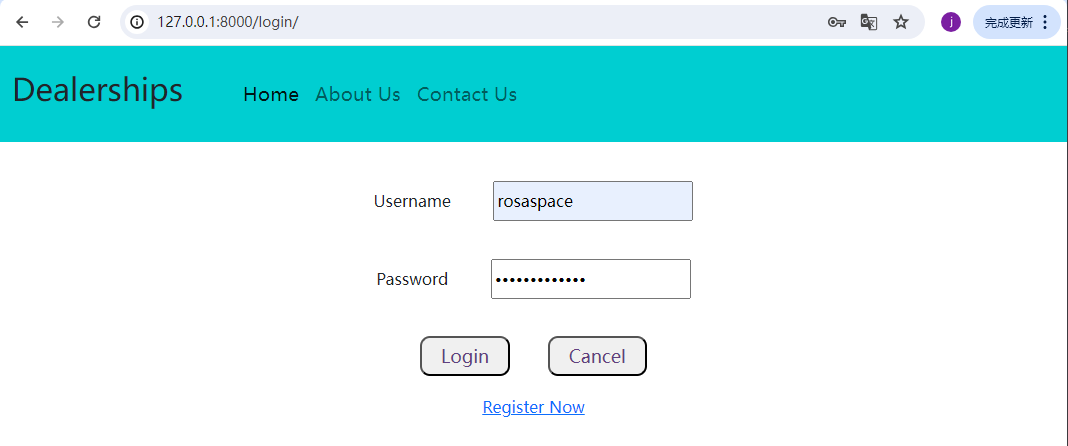 127.0.0.1:8000/login/ j 完成更新
Dealerships Home About Us Contact Us
Username rosaspace
Password •••••••••••••
Login Cancel
Register Now